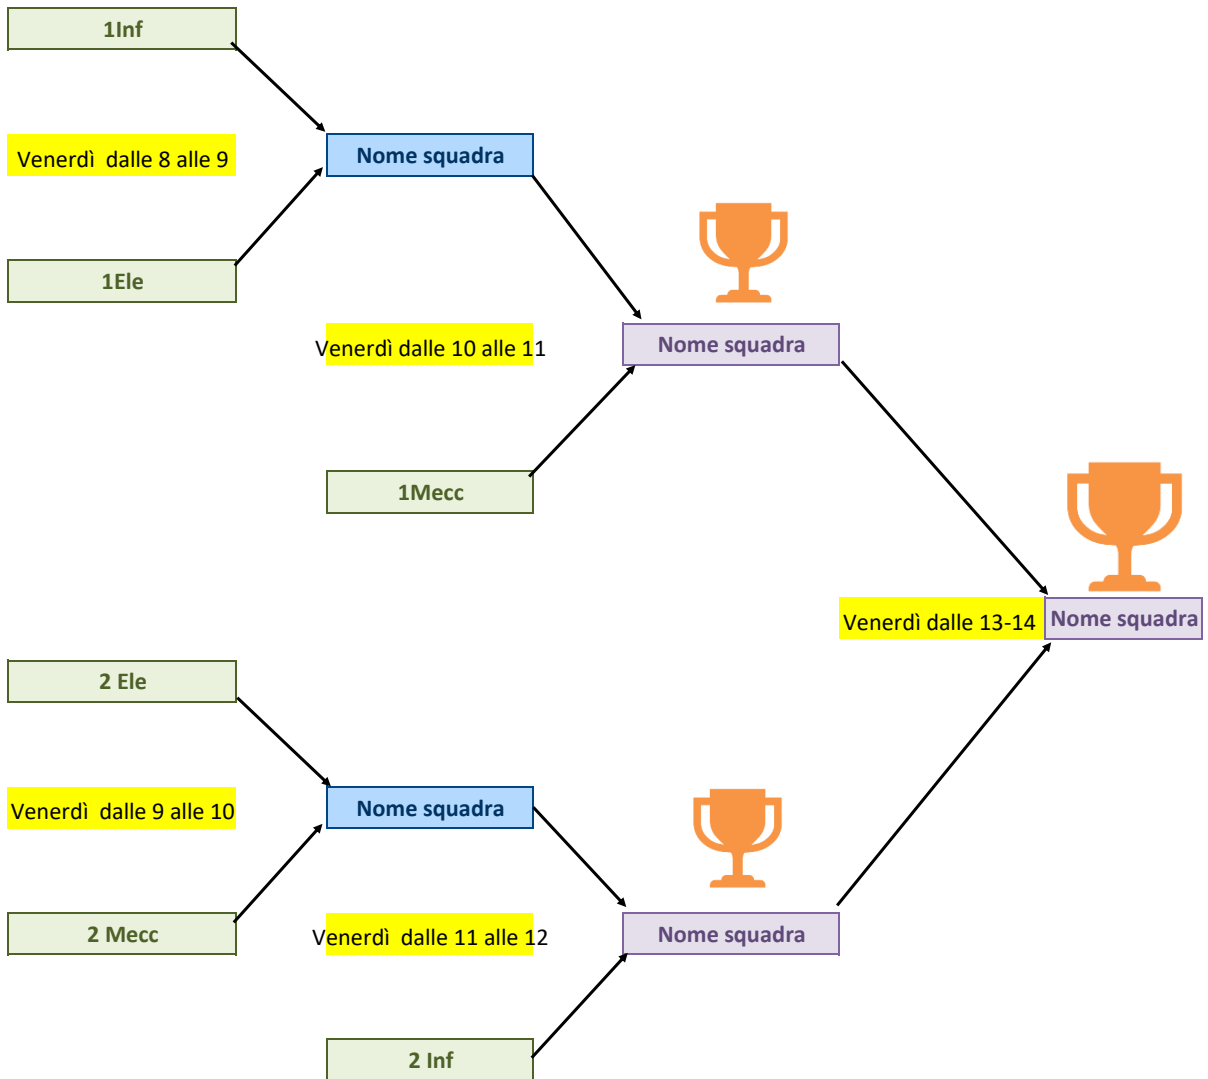 1Inf
Venerdì  dalle 8 alle 9
Nome squadra
1Ele
Venerdì dalle 10 alle 11
Nome squadra
1Mecc
Venerdì dalle 13-14
Nome squadra
2 Ele
Venerdì  dalle 9 alle 10
Nome squadra
2 Mecc
Venerdì  dalle 11 alle 12
Nome squadra
2 Inf